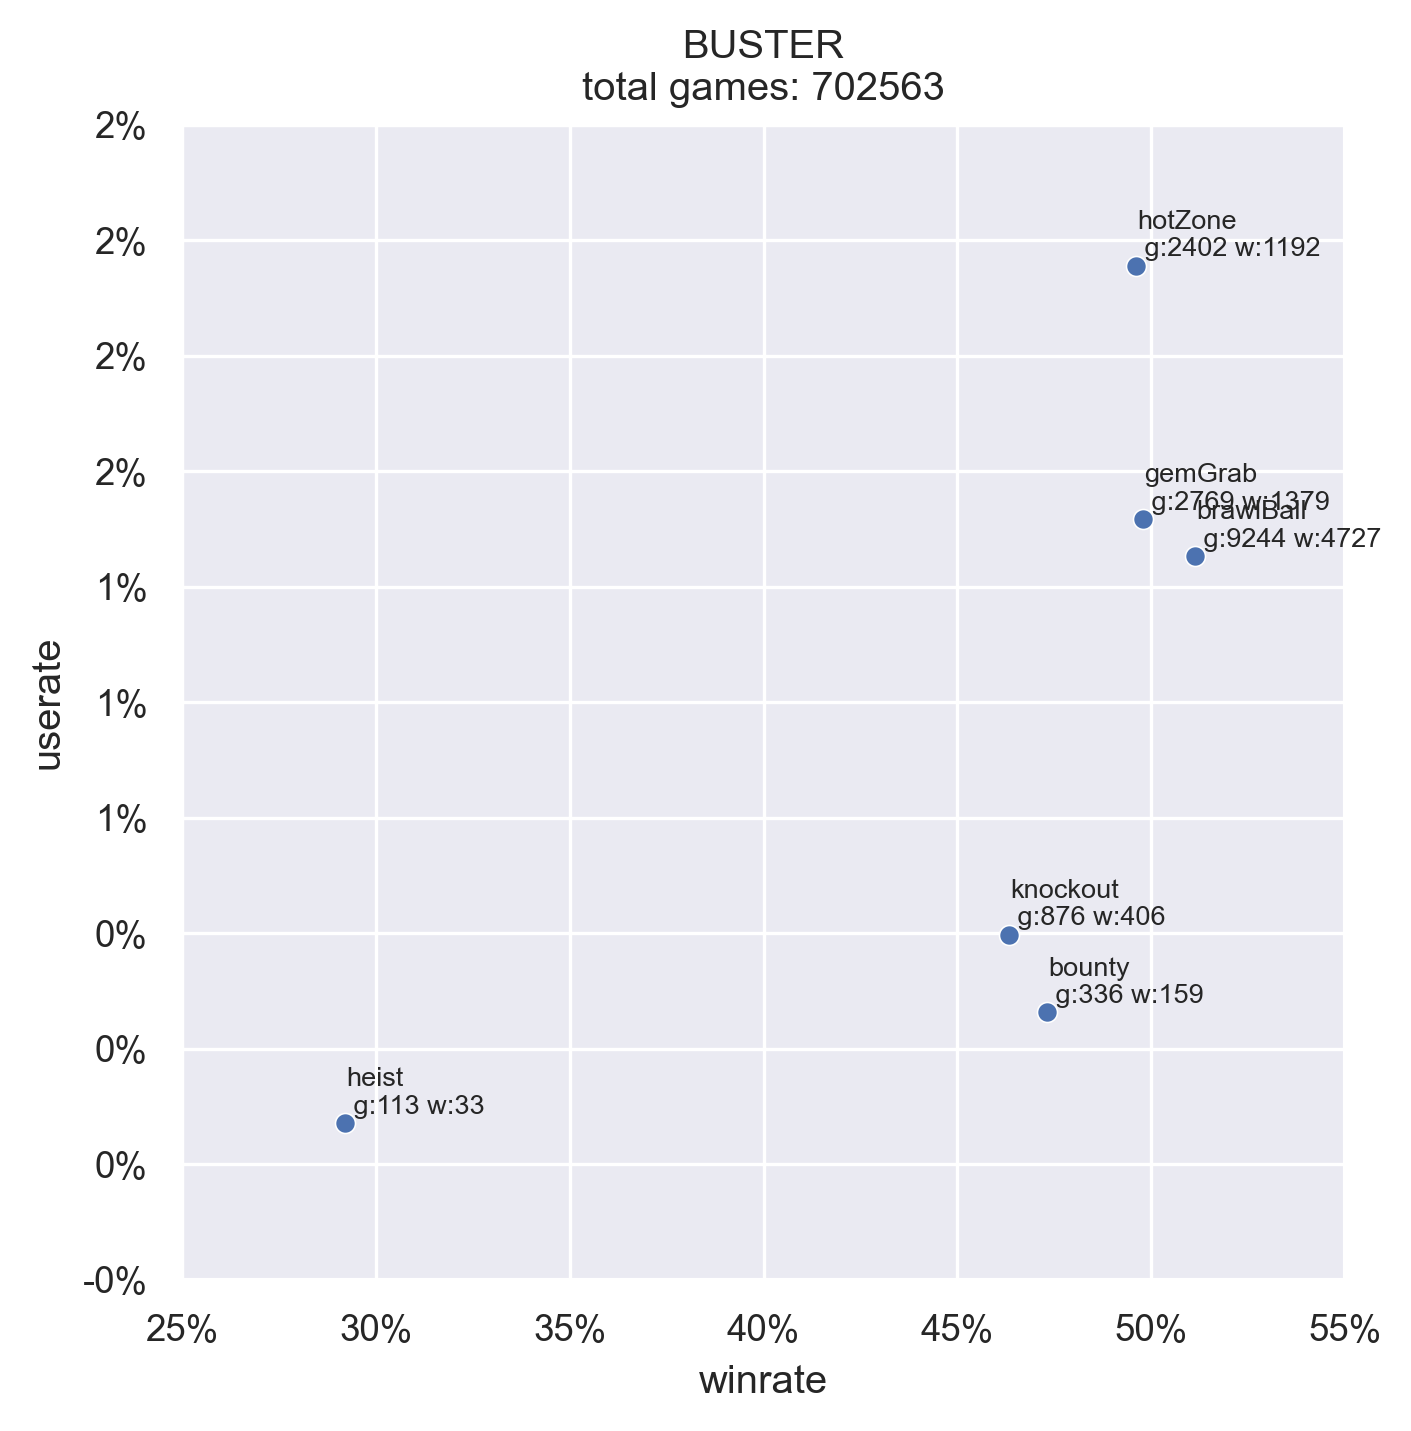 BUSTER
total games: 702563
2%
2%
2%
2%
1%
1%
1%
0%
0%
0%
-0%
userate
hotZone
g:2402 w:1192
gemGrab
g:2769 w:1379
brawlBall
g:9244 w:4727
knockout
g:876 w:406
bounty
g:336 w:159
heist
g:113 w:33
25%
30%
35%
40%
45%
50%
55%
winrate